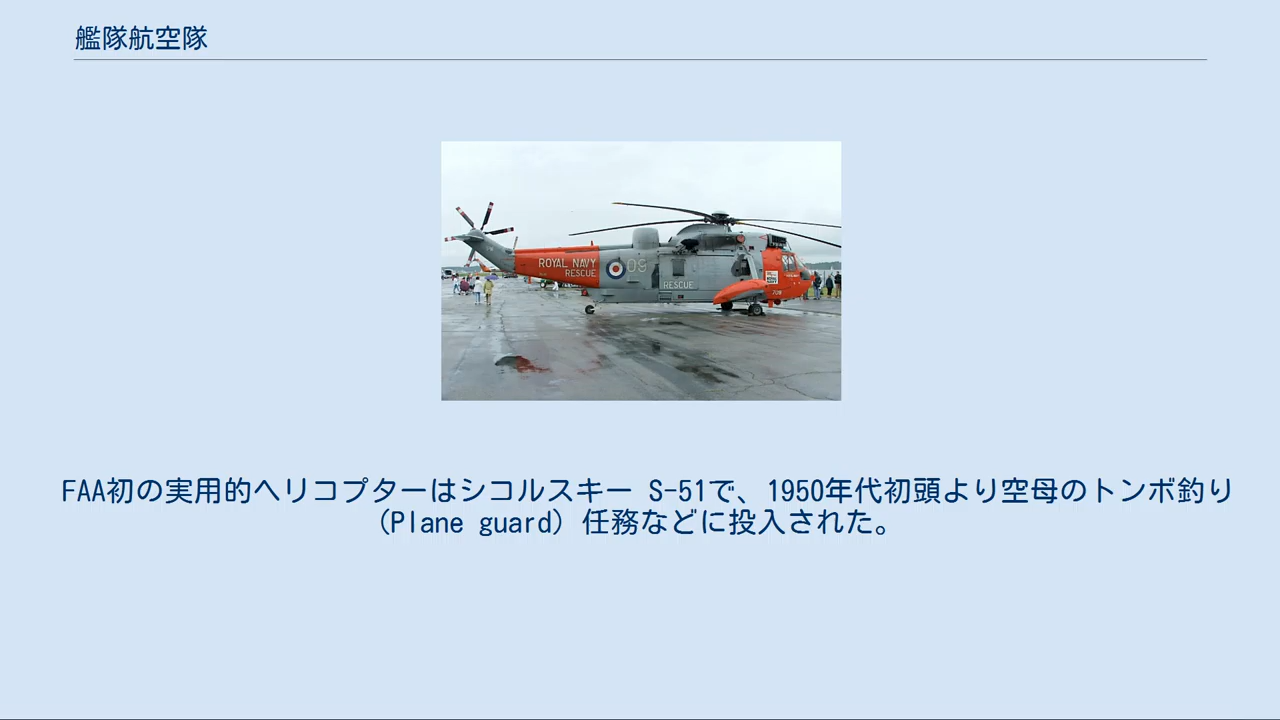 艦隊航空隊
ROYAL NAVY
RESCUE
09
RESCUE
FAA初の実用的ヘリコプターはシコルスキー S-51で、1950年代初頭より空母のトンボ釣り
(Plane guard) 任務などに投入された。